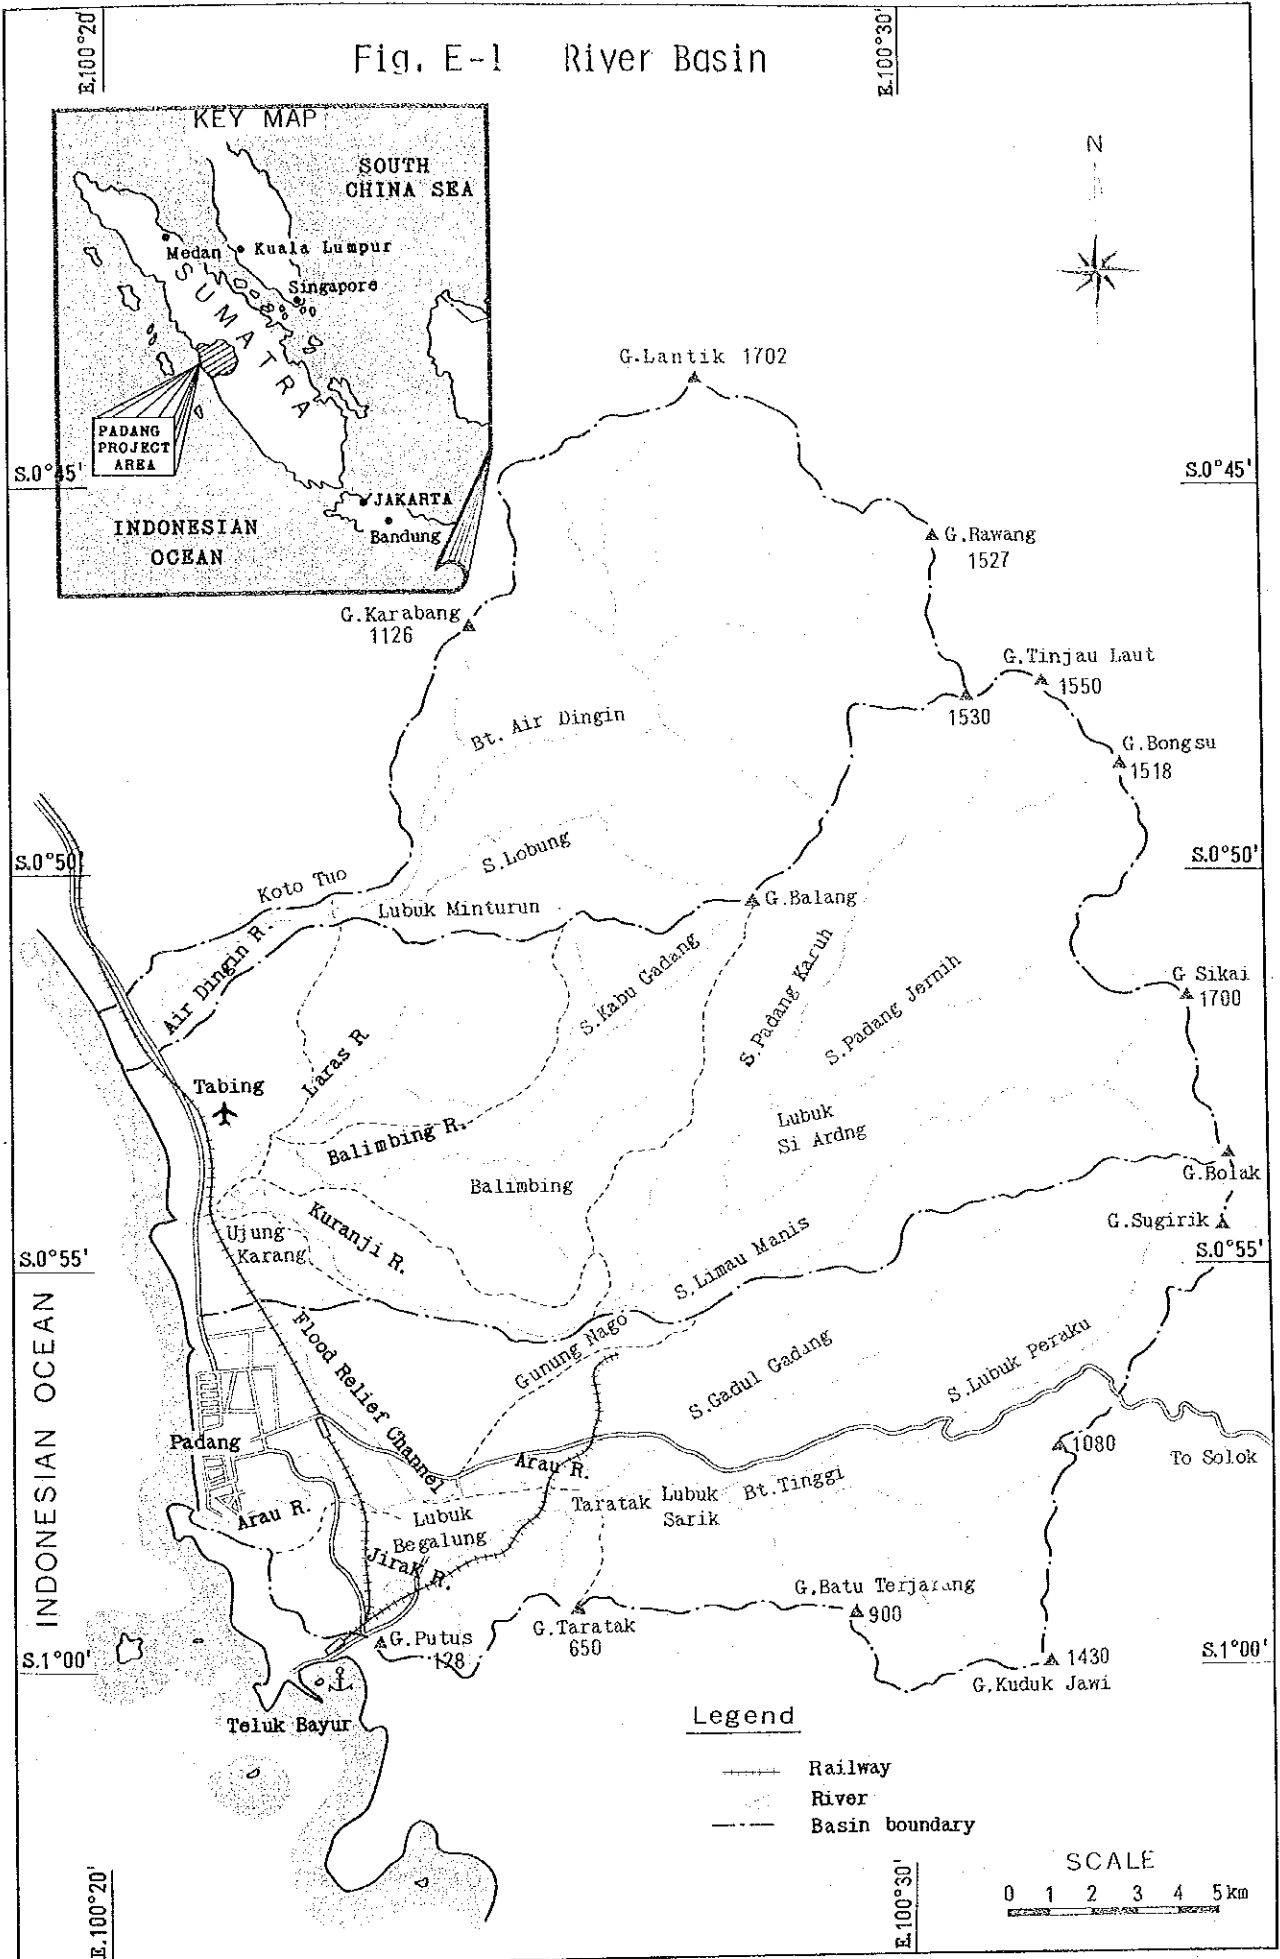 E.100°20'
Fig. E-1 River Basin
E.100°30'
KEY MAP
SOUTH
CHINA SEA
N
Medan
Kuala Lumpur
Singapore
SUMATRA
G.Lantik 1702
PADANG
PROJECT
AREA
S.0°45'
S.0°45'
JAKARTA
INDONESIAN
OCEAN
Bandung
G.Rawang
1527
G.Karabang
1126
G.Tinjau Laut
1550
1530
Bt. Air Dingin
G.Bongsu
1518
S.0°50'
S.0°50'
S.Lobung
Koto Tuo
Lubuk Minturun
G.Balang
Air Dingin R.
S.Kabu Gadang
S.Padang Karuh
S.Padang Jernih
G Sikai
1700
Tabing
Laras R
Balimbing R.
Lubuk
Si Ardng
Balimbing
G.Bolak
Kuranji R.
G.Sugirik
Ujung
Karang
S.Limau Manis
S.0°55'
S.0°55'
INDONESIAN OCEAN
Flood Relief Channel
Gunung Nago
S.Gadul Gadang
S.Lubuk Peraku
Padang
1080
To Solok
Arau R.
Taratak
Lubuk
Sarik
Bt.Tinggi
Arau R.
Lubuk
Begalung
Jirak R.
G.Batu Terjarang
900
G.Taratak
650
G.Putus
128
S.1°00'
S.1°00'
1430
G.Kuduk Jawi
Teluk Bayur
Legend
Railway
River
Basin boundary
SCALE
0 1 2 3 4 5 km
E.100°20'
E.100°30'